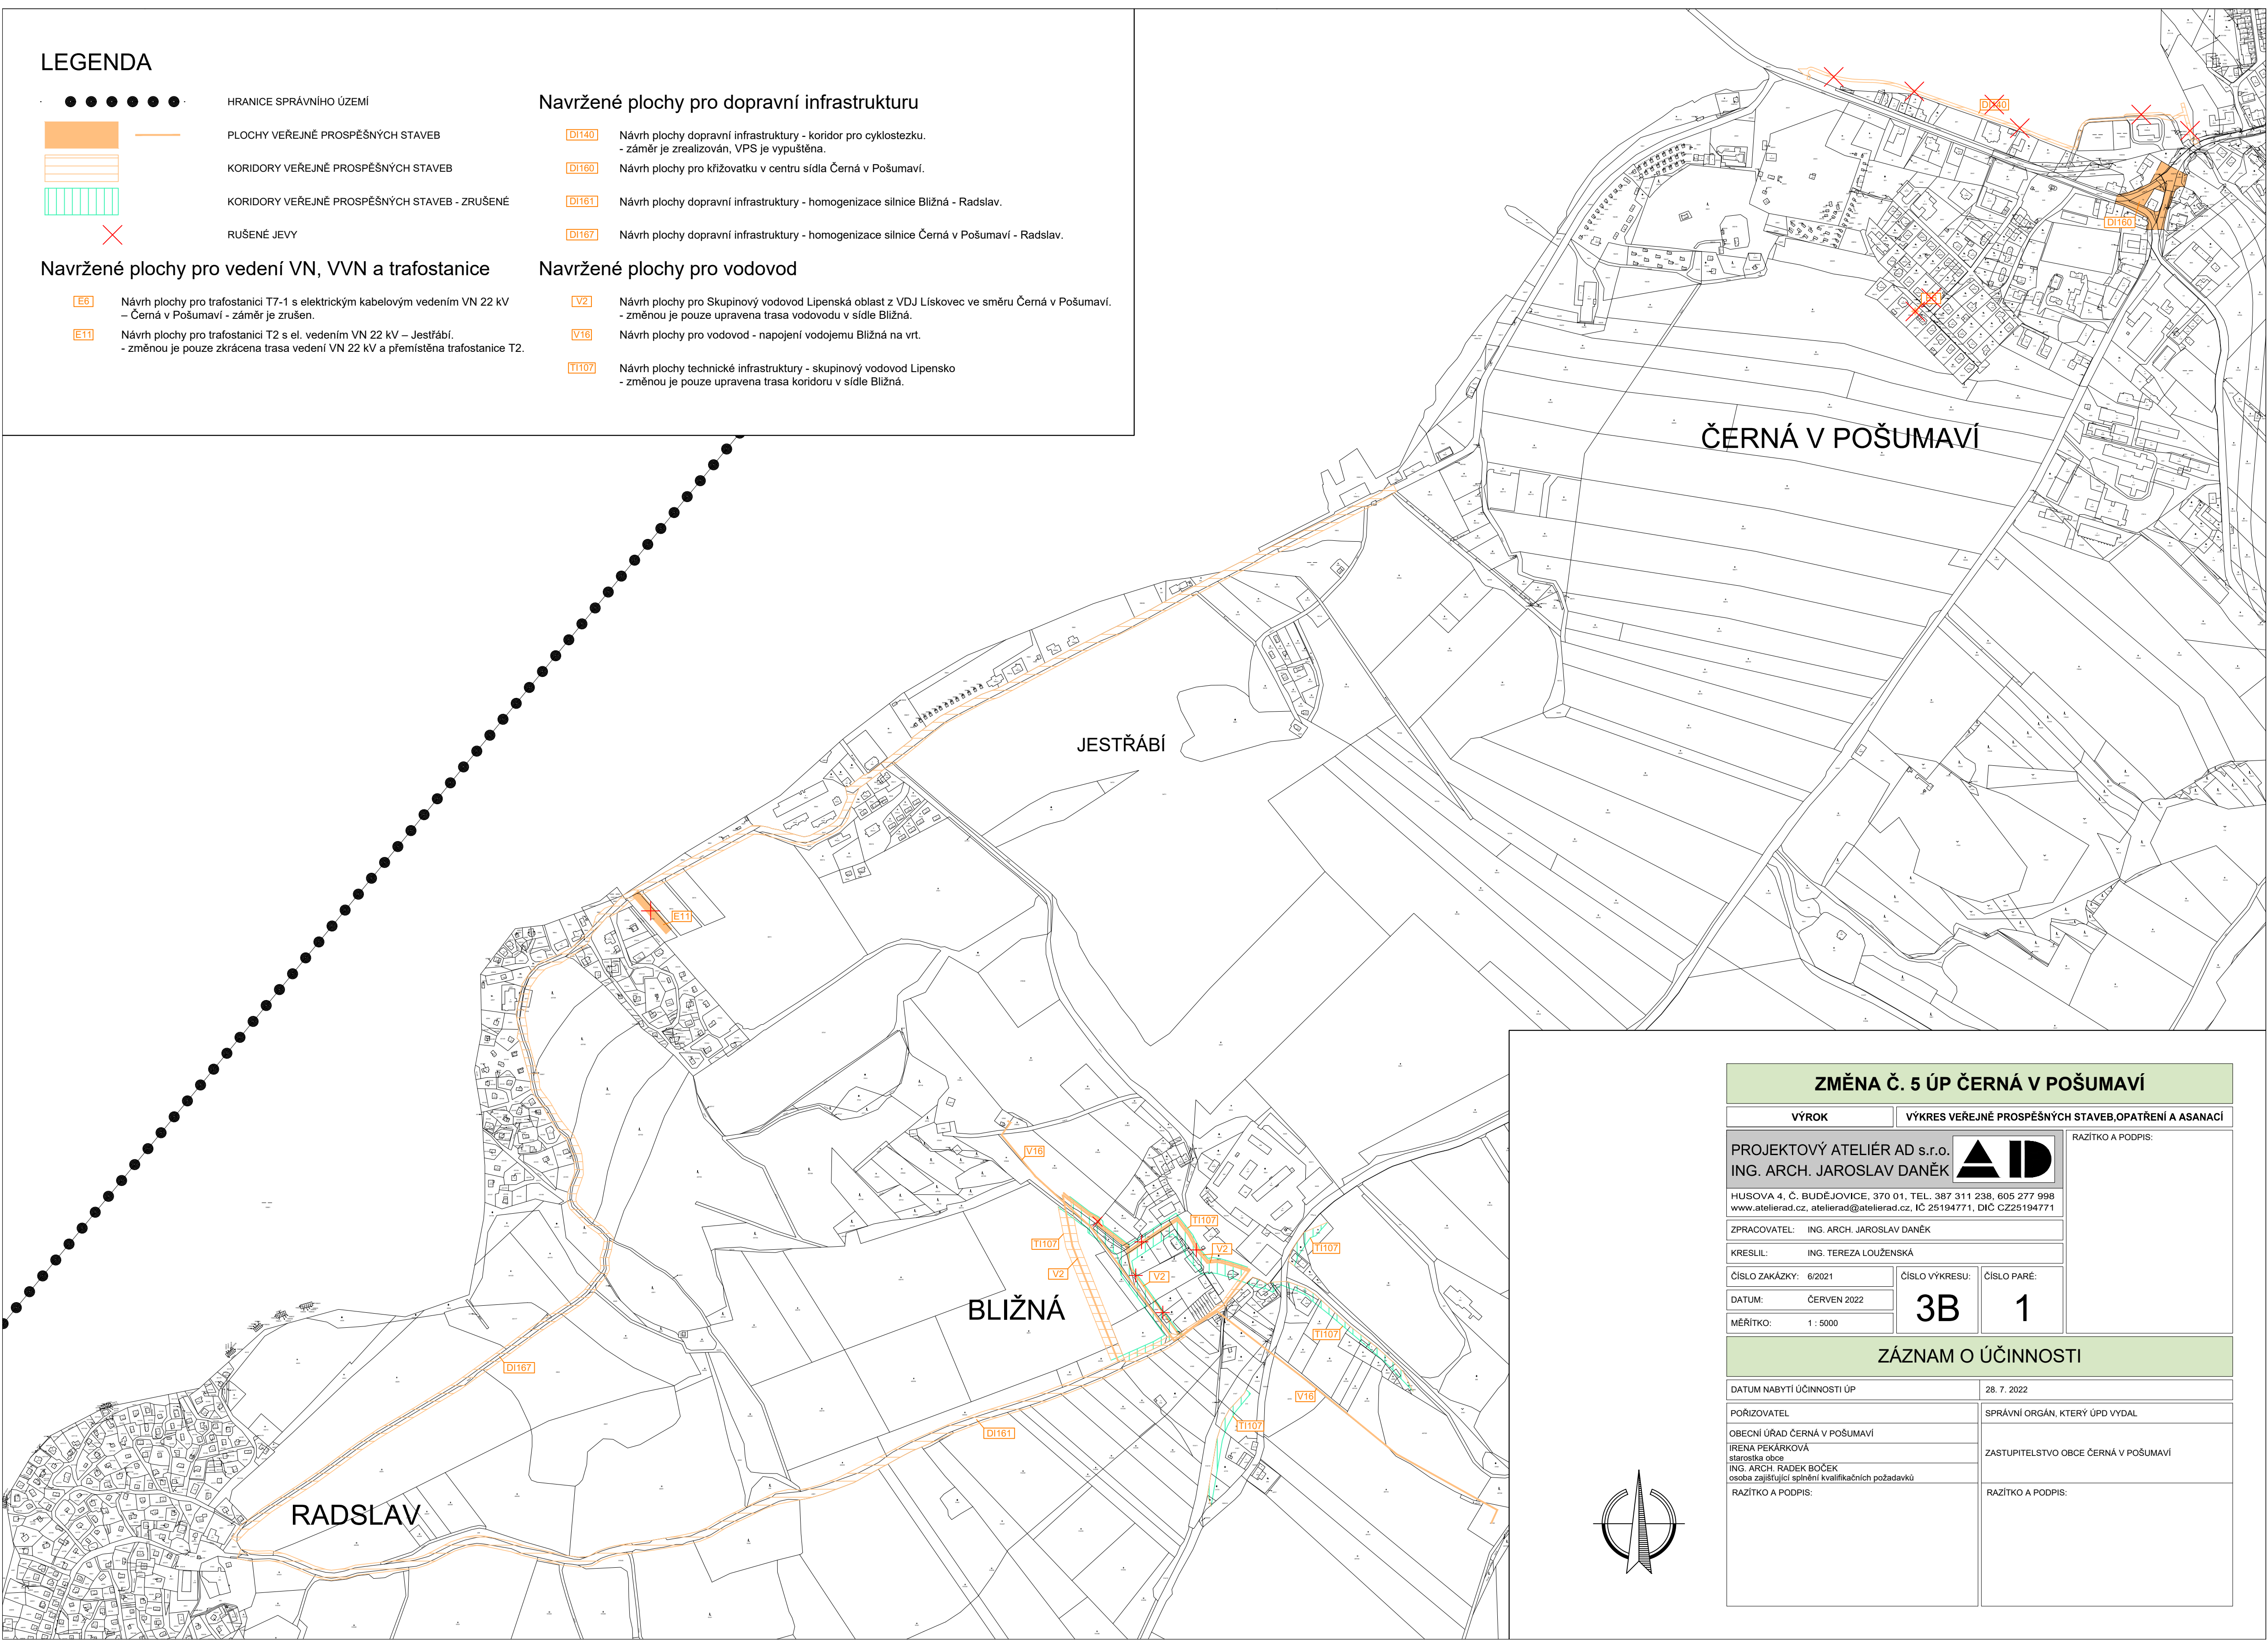 LEGENDA
HRANICE SPRÁVNÍHO ÚZEMÍ
PLOCHY VEŘEJNĚ PROSPĚŠNÝCH STAVEB
KORIDORY VEŘEJNĚ PROSPĚŠNÝCH STAVEB
KORIDORY VEŘEJNĚ PROSPĚŠNÝCH STAVEB - ZRUŠENÉ
RUŠENÉ JEVY
Navržené plochy pro vedení VN, VVN a trafostanice
E6 Návrh plochy pro trafostanici T7-1 s elektrickým kabelovým vedením VN 22 kV
– Černá v Pošumaví - záměr je zrušen.
E11 Návrh plochy pro trafostanici T2 s el. vedením VN 22 kV – Jestřábí.
- změnou je pouze zkrácena trasa vedení VN 22 kV a přemístěna trafostanice T2.
Navržené plochy pro dopravní infrastrukturu
DI140 Návrh plochy dopravní infrastruktury - koridor pro cyklostezku.
- záměr je zrealizován, VPS je vypuštěna.
DI160 Návrh plochy pro křižovatku v centru sídla Černá v Pošumaví.
DI161 Návrh plochy dopravní infrastruktury - homogenizace silnice Bližná - Radslav.
DI167 Návrh plochy dopravní infrastruktury - homogenizace silnice Černá v Pošumaví - Radslav.
Navržené plochy pro vodovod
V2 Návrh plochy pro Skupinový vodovod Lipenská oblast z VDJ Lískovec ve směru Černá v Pošumaví.
- změnou je pouze upravena trasa vodovodu v sídle Bližná.
V16 Návrh plochy pro vodovod - napojení vodojemu Bližná na vrt.
TI107 Návrh plochy technické infrastruktury - skupinový vodovod Lipensko
- změnou je pouze upravena trasa koridoru v sídle Bližná.
DI140
DI160
ČERNÁ V POŠUMAVÍ
JESTŘÁBÍ
E11
V16
TI107
V2
TI107
TI107
V2
V2
BLIŽNÁ
TI107
DI167
V16
TI107
DI161
RADSLAV
ZMĚNA Č. 5 ÚP ČERNÁ V POŠUMAVÍ
VÝROK
VÝKRES VEŘEJNĚ PROSPĚŠNÝCH STAVEB,OPATŘENÍ A ASANACÍ
PROJEKTOVÝ ATELIÉR AD s.r.o.
ING. ARCH. JAROSLAV DANĚK
AD
RAZÍTKO A PODPIS:
HUSOVA 4, Č. BUDĚJOVICE, 370 01, TEL. 387 311 238, 605 277 998
www.atelierad.cz, atelierad@atelierad.cz, IČ 25194771, DIČ CZ25194771
ZPRACOVATEL: ING. ARCH. JAROSLAV DANĚK
KRESLIL: ING. TEREZA LOUŽENSKÁ
ČÍSLO ZAKÁZKY: 6/2021
DATUM: ČERVEN 2022
MĚŘÍTKO: 1 : 5000
ČÍSLO VÝKRESU:
3B
ČÍSLO PARÉ:
1
ZÁZNAM O ÚČINNOSTI
DATUM NABYTÍ ÚČINNOSTI ÚP
28. 7. 2022
POŘIZOVATEL
SPRÁVNÍ ORGÁN, KTERÝ ÚPD VYDAL
OBECNÍ ÚŘAD ČERNÁ V POŠUMAVÍ
IRENA PEKÁRKOVÁ
starostka obce
ING. ARCH. RADEK BOČEK
osoba zajišťující splnění kvalifikačních požadavků
ZASTUPITELSTVO OBCE ČERNÁ V POŠUMAVÍ
RAZÍTKO A PODPIS:
RAZÍTKO A PODPIS: